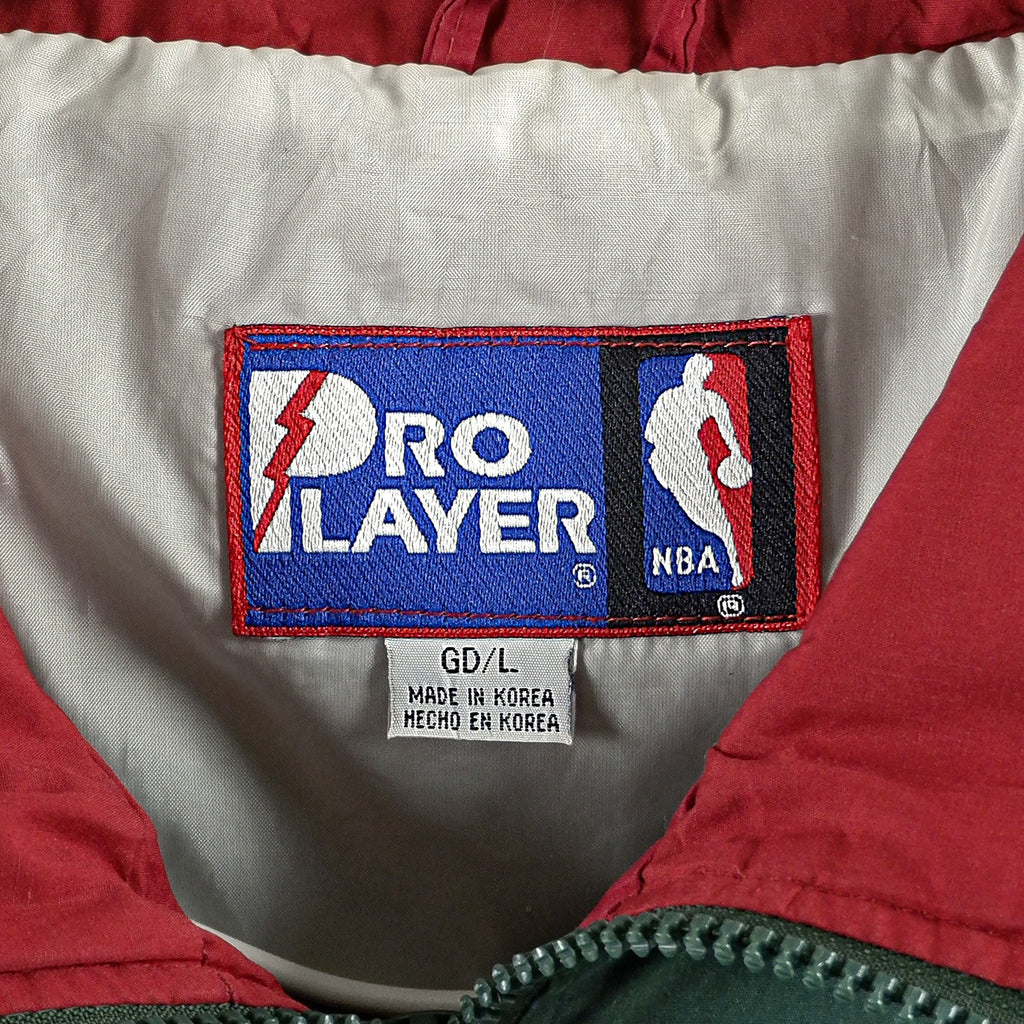 PRO
PLAYER
®
NBA
®
GD/L
MADE IN KOREA
HECHO EN KOREA